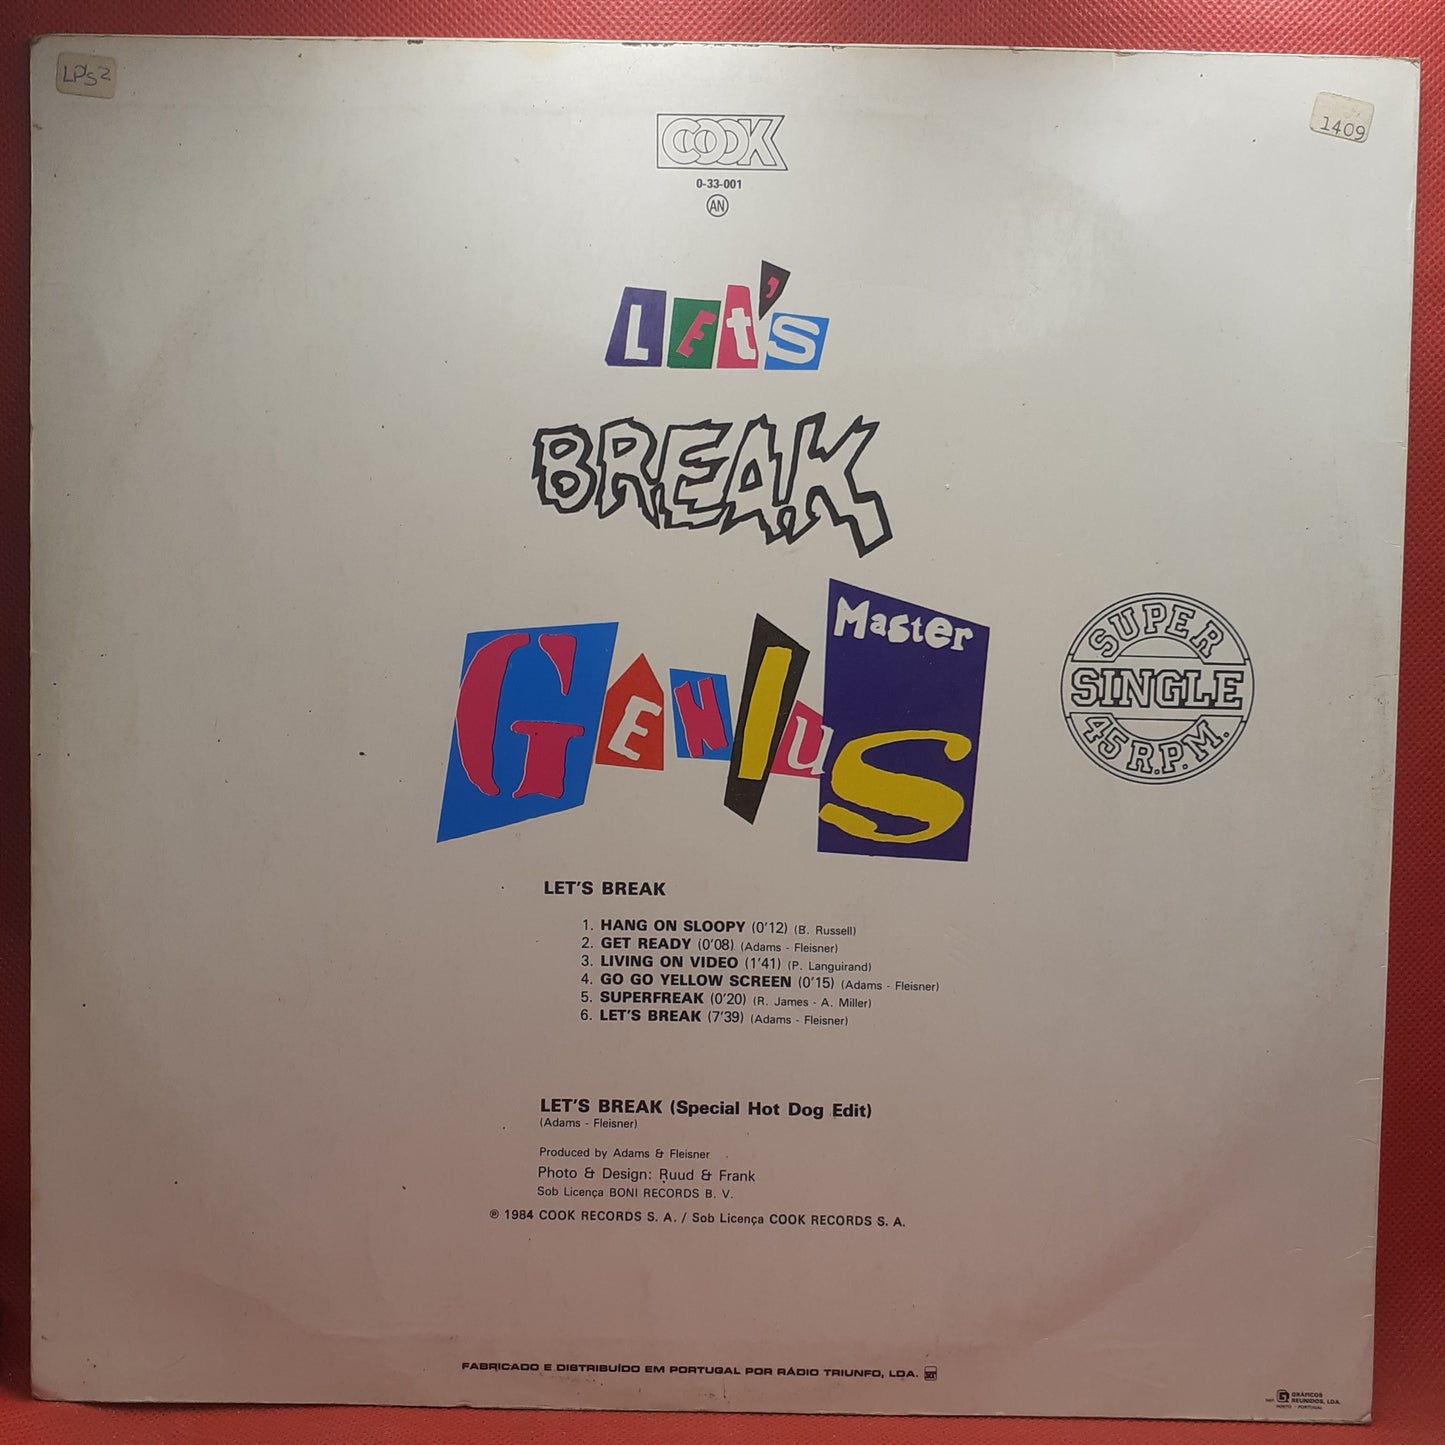 LPs2
1409
COOK
0-33-001
AN
LEt's
BREAK
Master
GENIUS
SUPER
SINGLE
45 R.P.M.
LET'S BREAK
1. HANG ON SLOOPY (0'12) (B. Russell)
2. GET READY (0'08) (Adams - Fleisner)
3. LIVING ON VIDEO (1'41) (P. Languirand)
4. GO GO YELLOW SCREEN (0'15) (Adams - Fleisner)
5. SUPERFREAK (0'20) (R. James - A. Miller)
6. LET'S BREAK (7'39) (Adams - Fleisner)
LET'S BREAK (Special Hot Dog Edit)
(Adams - Fleisner)
Produced by Adams & Fleisner
Photo & Design: Ruud & Frank
Sob Licença BONI RECORDS B. V.
℗ 1984 COOK RECORDS S. A. / Sob Licença COOK RECORDS S. A.
FABRICADO E DISTRIBUÍDO EM PORTUGAL POR RÁDIO TRIUNFO, LDA.
GRÁFICOS
REUNIDOS, LDA.
PORTO - PORTUGAL